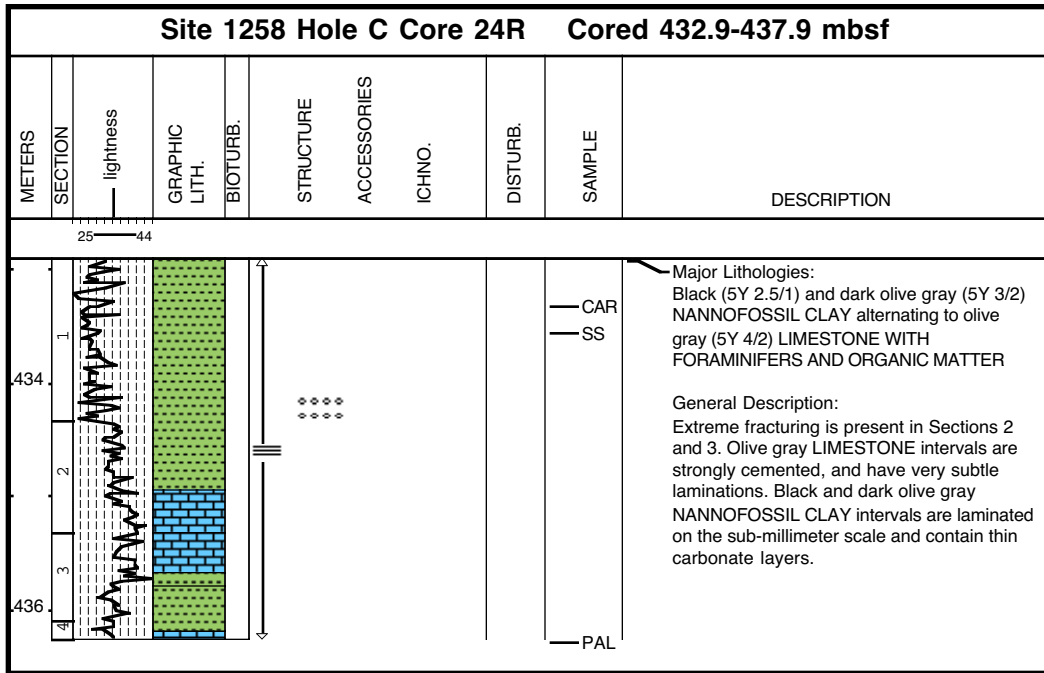 Site 1258 Hole C Core 24R Cored 432.9-437.9 mbsf
METERS
SECTION
lightness
GRAPHIC
LITH.
BIOTURB.
STRUCTURE
ACCESSORIES
ICHNO.
DISTURB.
SAMPLE
DESCRIPTION
25
44
1
434
2
3
436
4
CAR
SS
PAL
Major Lithologies:
Black (5Y 2.5/1) and dark olive gray (5Y 3/2)
NANNOFOSSIL CLAY alternating to olive
gray (5Y 4/2) LIMESTONE WITH
FORAMINIFERS AND ORGANIC MATTER
General Description:
Extreme fracturing is present in Sections 2
and 3. Olive gray LIMESTONE intervals are
strongly cemented, and have very subtle
laminations. Black and dark olive gray
NANNOFOSSIL CLAY intervals are laminated
on the sub-millimeter scale and contain thin
carbonate layers.